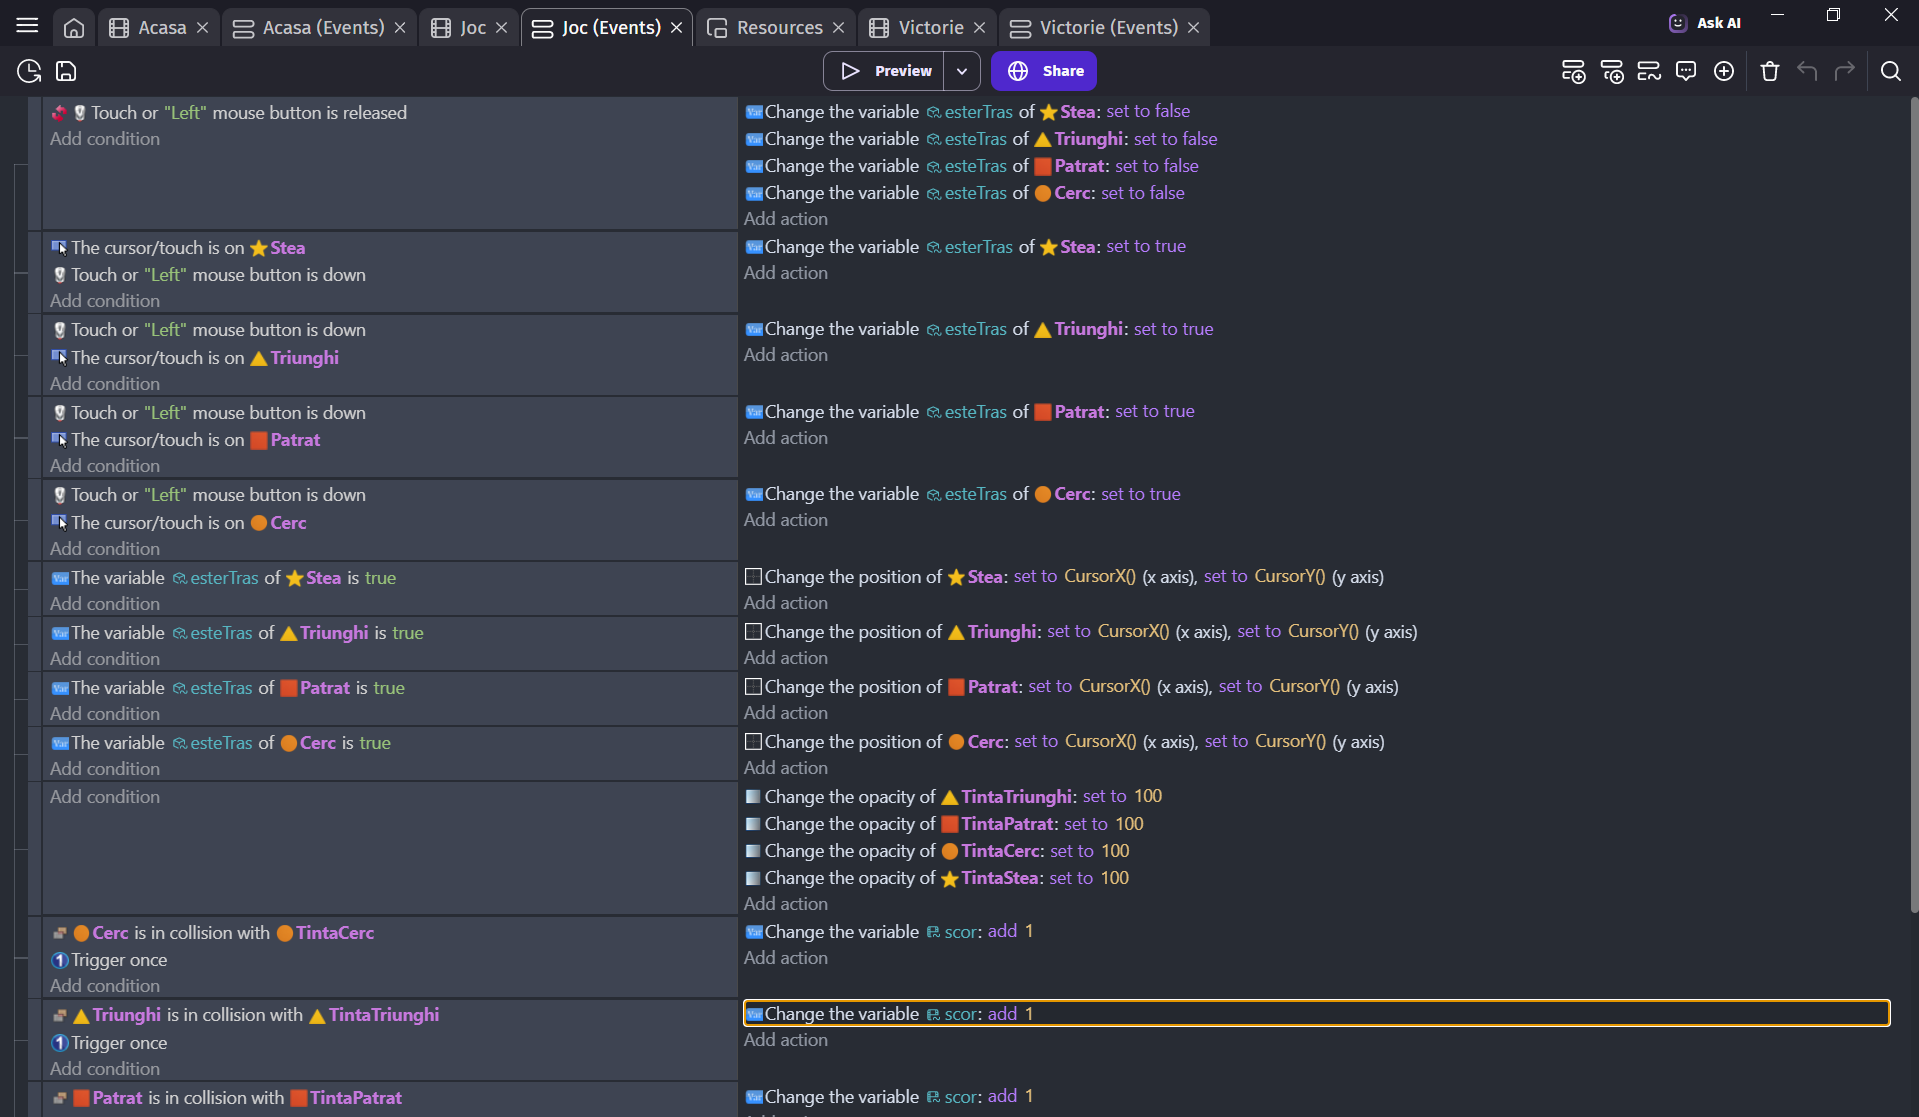 Acasa
Acasa (Events)
Joc
Joc (Events)
Resources
Victorie
Victorie (Events)
Ask AI
Preview
Share
Touch or "Left" mouse button is released
Add condition
Change the variable esterTras of Stea: set to false
Change the variable esteTras of Triunghi: set to false
Change the variable esteTras of Patrat: set to false
Change the variable esteTras of Cerc: set to false
Add action
The cursor/touch is on Stea
Touch or "Left" mouse button is down
Add condition
Change the variable esterTras of Stea: set to true
Add action
Touch or "Left" mouse button is down
The cursor/touch is on Triunghi
Add condition
Change the variable esteTras of Triunghi: set to true
Add action
Touch or "Left" mouse button is down
The cursor/touch is on Patrat
Add condition
Change the variable esteTras of Patrat: set to true
Add action
Touch or "Left" mouse button is down
The cursor/touch is on Cerc
Add condition
Change the variable esteTras of Cerc: set to true
Add action
The variable esterTras of Stea is true
Add condition
Change the position of Stea: set to CursorX() (x axis), set to CursorY() (y axis)
Add action
The variable esteTras of Triunghi is true
Add condition
Change the position of Triunghi: set to CursorX() (x axis), set to CursorY() (y axis)
Add action
The variable esteTras of Patrat is true
Add condition
Change the position of Patrat: set to CursorX() (x axis), set to CursorY() (y axis)
Add action
The variable esteTras of Cerc is true
Add condition
Change the position of Cerc: set to CursorX() (x axis), set to CursorY() (y axis)
Add action
Add condition
Change the opacity of TintaTriunghi: set to 100
Change the opacity of TintaPatrat: set to 100
Change the opacity of TintaCerc: set to 100
Change the opacity of TintaStea: set to 100
Add action
Cerc is in collision with TintaCerc
Trigger once
Add condition
Change the variable scor: add 1
Add action
Triunghi is in collision with TintaTriunghi
Trigger once
Add condition
Change the variable scor: add 1
Add action
Patrat is in collision with TintaPatrat
Change the variable scor: add 1